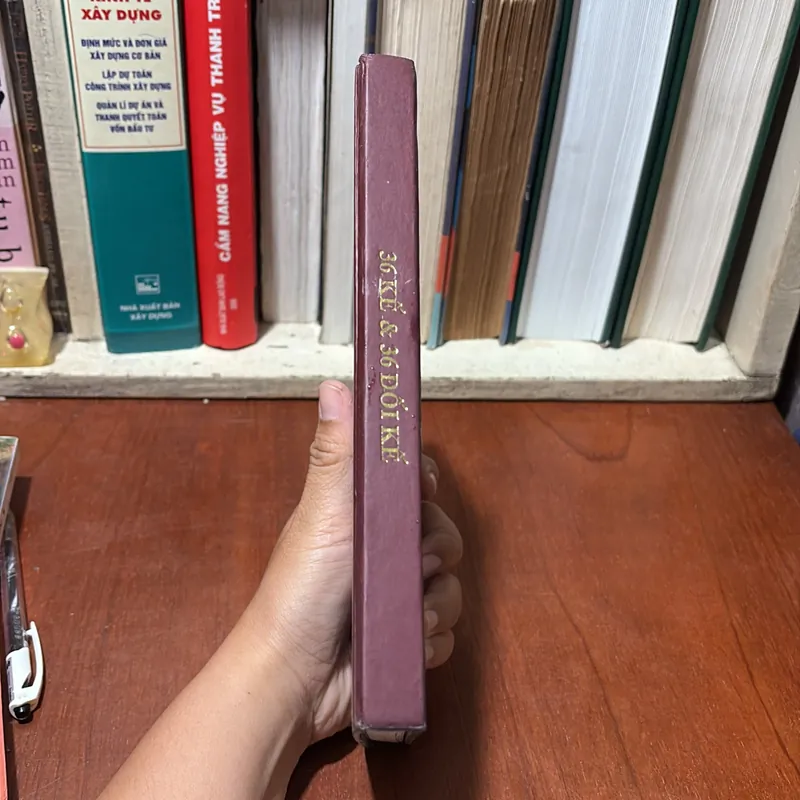 XÂY DỰNG
ĐỊNH MỨC VÀ ĐƠN GIÁ
XÂY DỰNG CƠ BẢN
LẬP DỰ TOÁN
CÔNG TRÌNH XÂY DỰNG
QUẢN LÍ DỰ ÁN VÀ
THANH QUYẾT TOÁN
VỐN ĐẦU TƯ
NHÀ XUẤT BẢN
XÂY DỰNG
CẨM NANG NGHIỆP VỤ THANH TR
36 KẾ & 36 ĐỐI KẾ